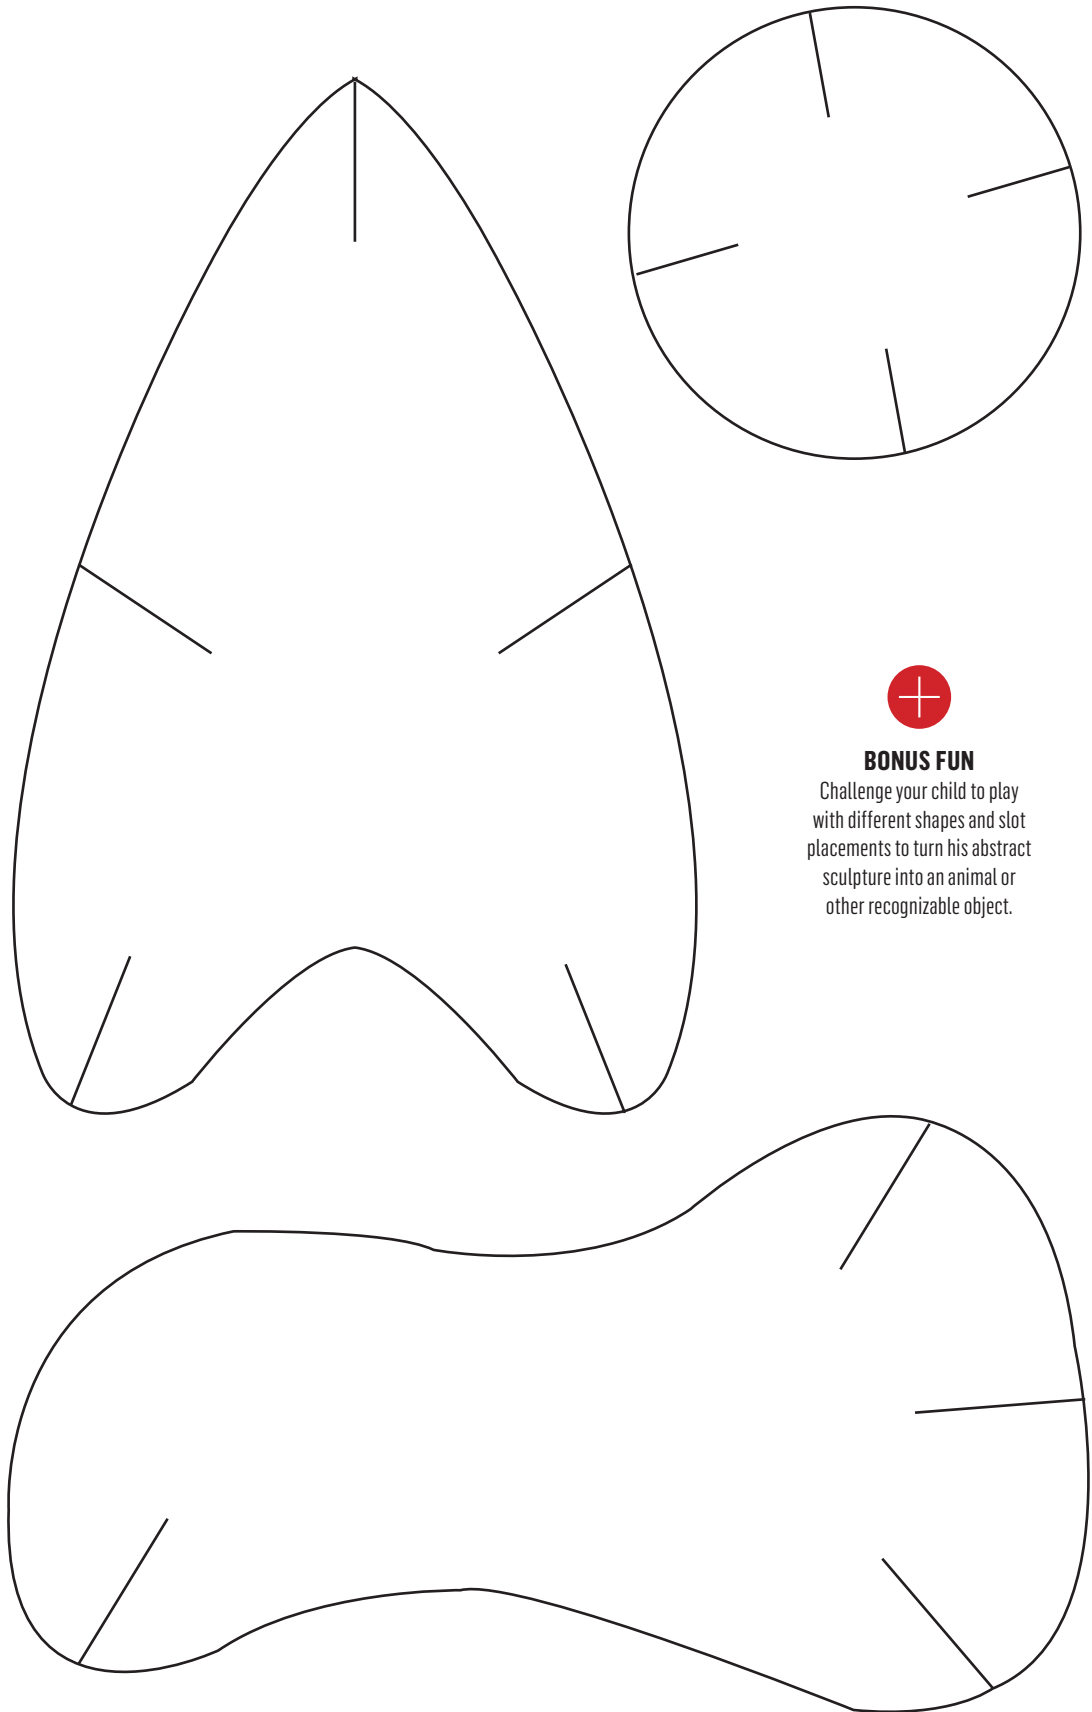 BONUS FUN
Challenge your child to play
with different shapes and slot
placements to turn his abstract
sculpture into an animal or
other recognizable object.